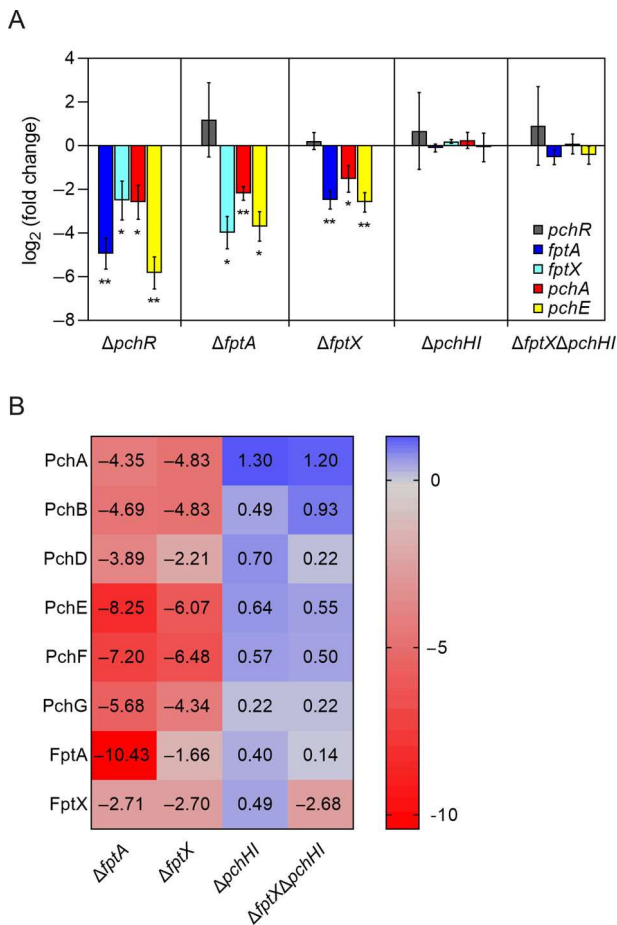 A
4
2
0
−2
−4
−6
−8
log2 (fold change)
** * * **
* ** *
** * **
pchR
fptA
fptX
pchA
pchE
ΔpchR ΔfptA ΔfptX ΔpchHI ΔfptXΔpchHI
B
PchA −4.35 −4.83 1.30 1.20
PchB −4.69 −4.83 0.49 0.93
PchD −3.89 −2.21 0.70 0.22
PchE −8.25 −6.07 0.64 0.55
PchF −7.20 −6.48 0.57 0.50
PchG −5.68 −4.34 0.22 0.22
FptA −10.43 −1.66 0.40 0.14
FptX −2.71 −2.70 0.49 −2.68
ΔfptA ΔfptX ΔpchHI ΔfptXΔpchHI
0
−5
-10